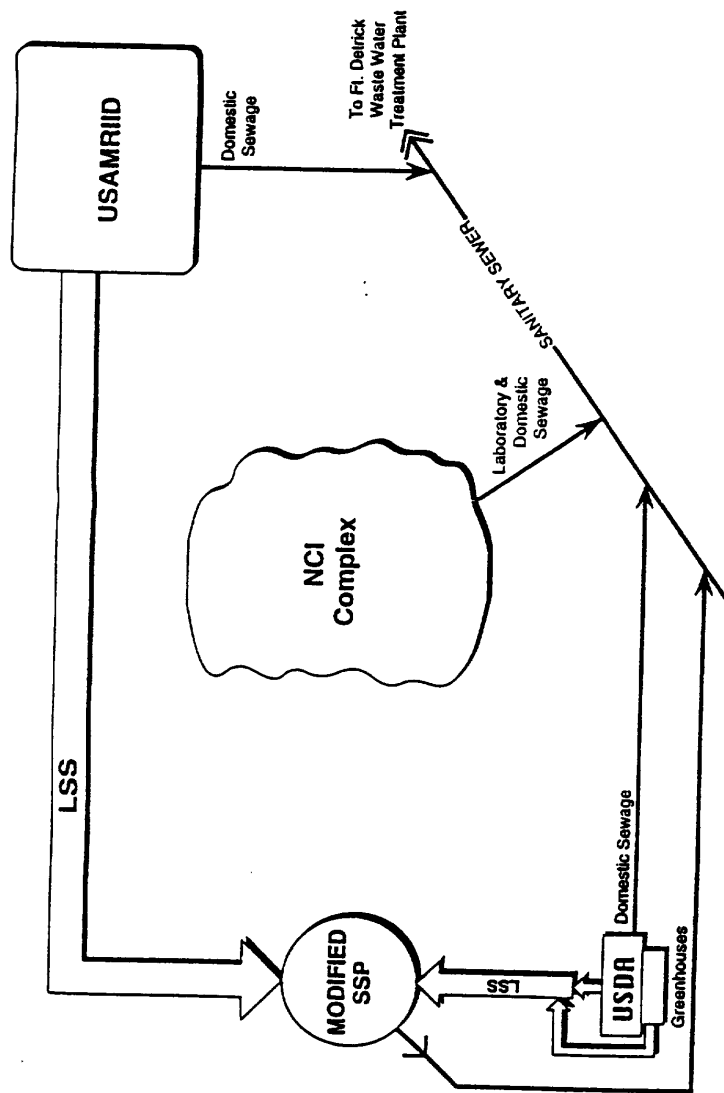 USAMRIID
LSS
Domestic
Sewage
To Ft. Detrick
Waste Water
Treatment Plant
SANITARY SEWER
NCI
Complex
Laboratory &
Domestic
Sewage
MODIFIED
SSP
LSS
USDA
Domestic Sewage
Greenhouses